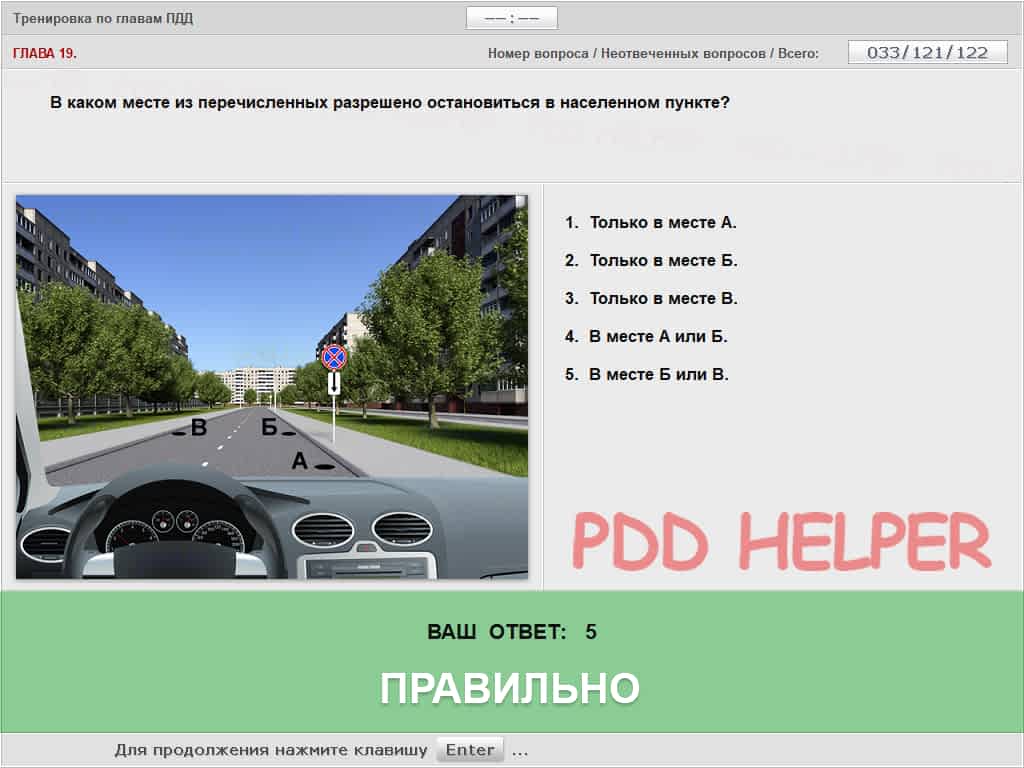 Тренировка по главам ПДД
–– : ––
ГЛАВА 19.
Номер вопроса / Неотвеченных вопросов / Всего:
033/121/122
В каком месте из перечисленных разрешено остановиться в населенном пункте?
1. Только в месте А.
2. Только в месте Б.
3. Только в месте В.
4. В месте А или Б.
5. В месте Б или В.
В
Б
А
PDD HELPER
ВАШ ОТВЕТ: 5
ПРАВИЛЬНО
Для продолжения нажмите клавишу Enter ...